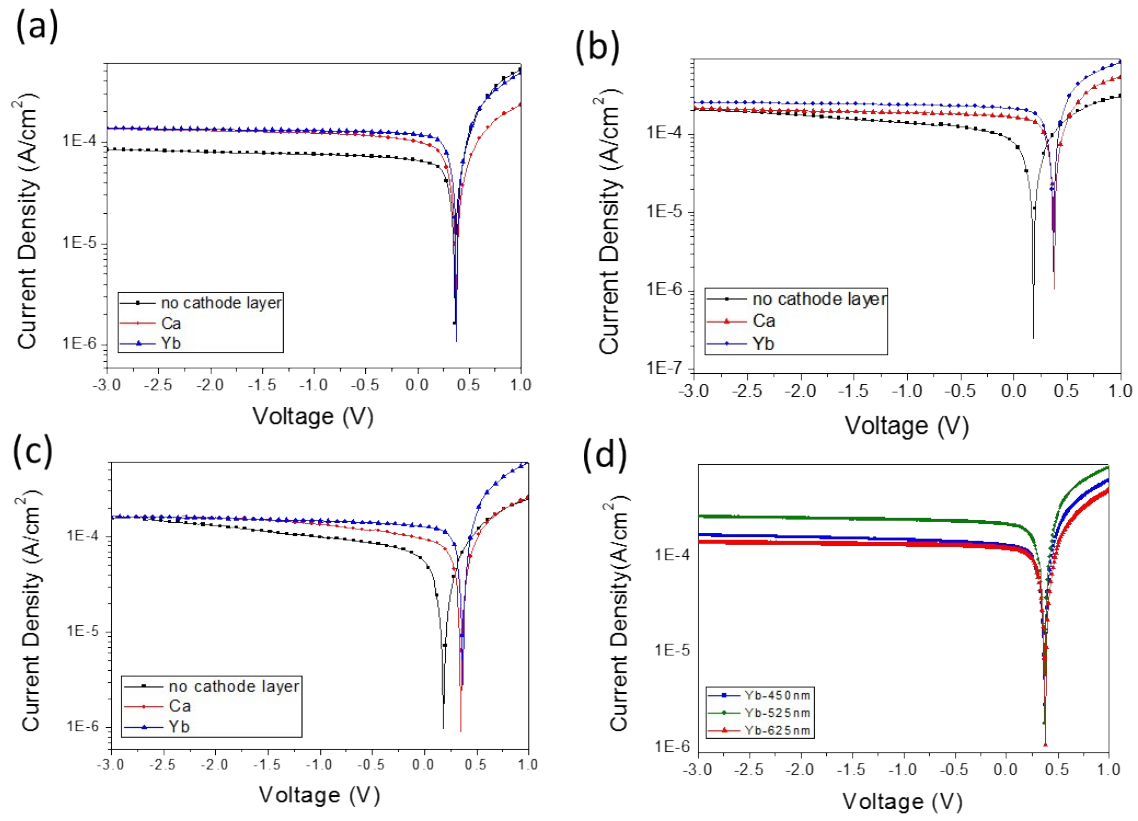 (a)
Current Density (A/cm²)
1E-4
1E-5
1E-6
no cathode layer
Ca
Yb
-3.0 -2.5 -2.0 -1.5 -1.0 -0.5 0.0 0.5 1.0
Voltage (V)
(b)
Current Density (A/cm²)
1E-4
1E-5
1E-6
1E-7
no cathode layer
Ca
Yb
-3.0 -2.5 -2.0 -1.5 -1.0 -0.5 0.0 0.5 1.0
Voltage (V)
(c)
Current Density (A/cm²)
1E-4
1E-5
1E-6
no cathode layer
Ca
Yb
-3.0 -2.5 -2.0 -1.5 -1.0 -0.5 0.0 0.5 1.0
Voltage (V)
(d)
Current Density(A/cm²)
1E-4
1E-5
1E-6
Yb-450nm
Yb-525nm
Yb-625nm
-3.0 -2.5 -2.0 -1.5 -1.0 -0.5 0.0 0.5 1.0
Voltage (V)